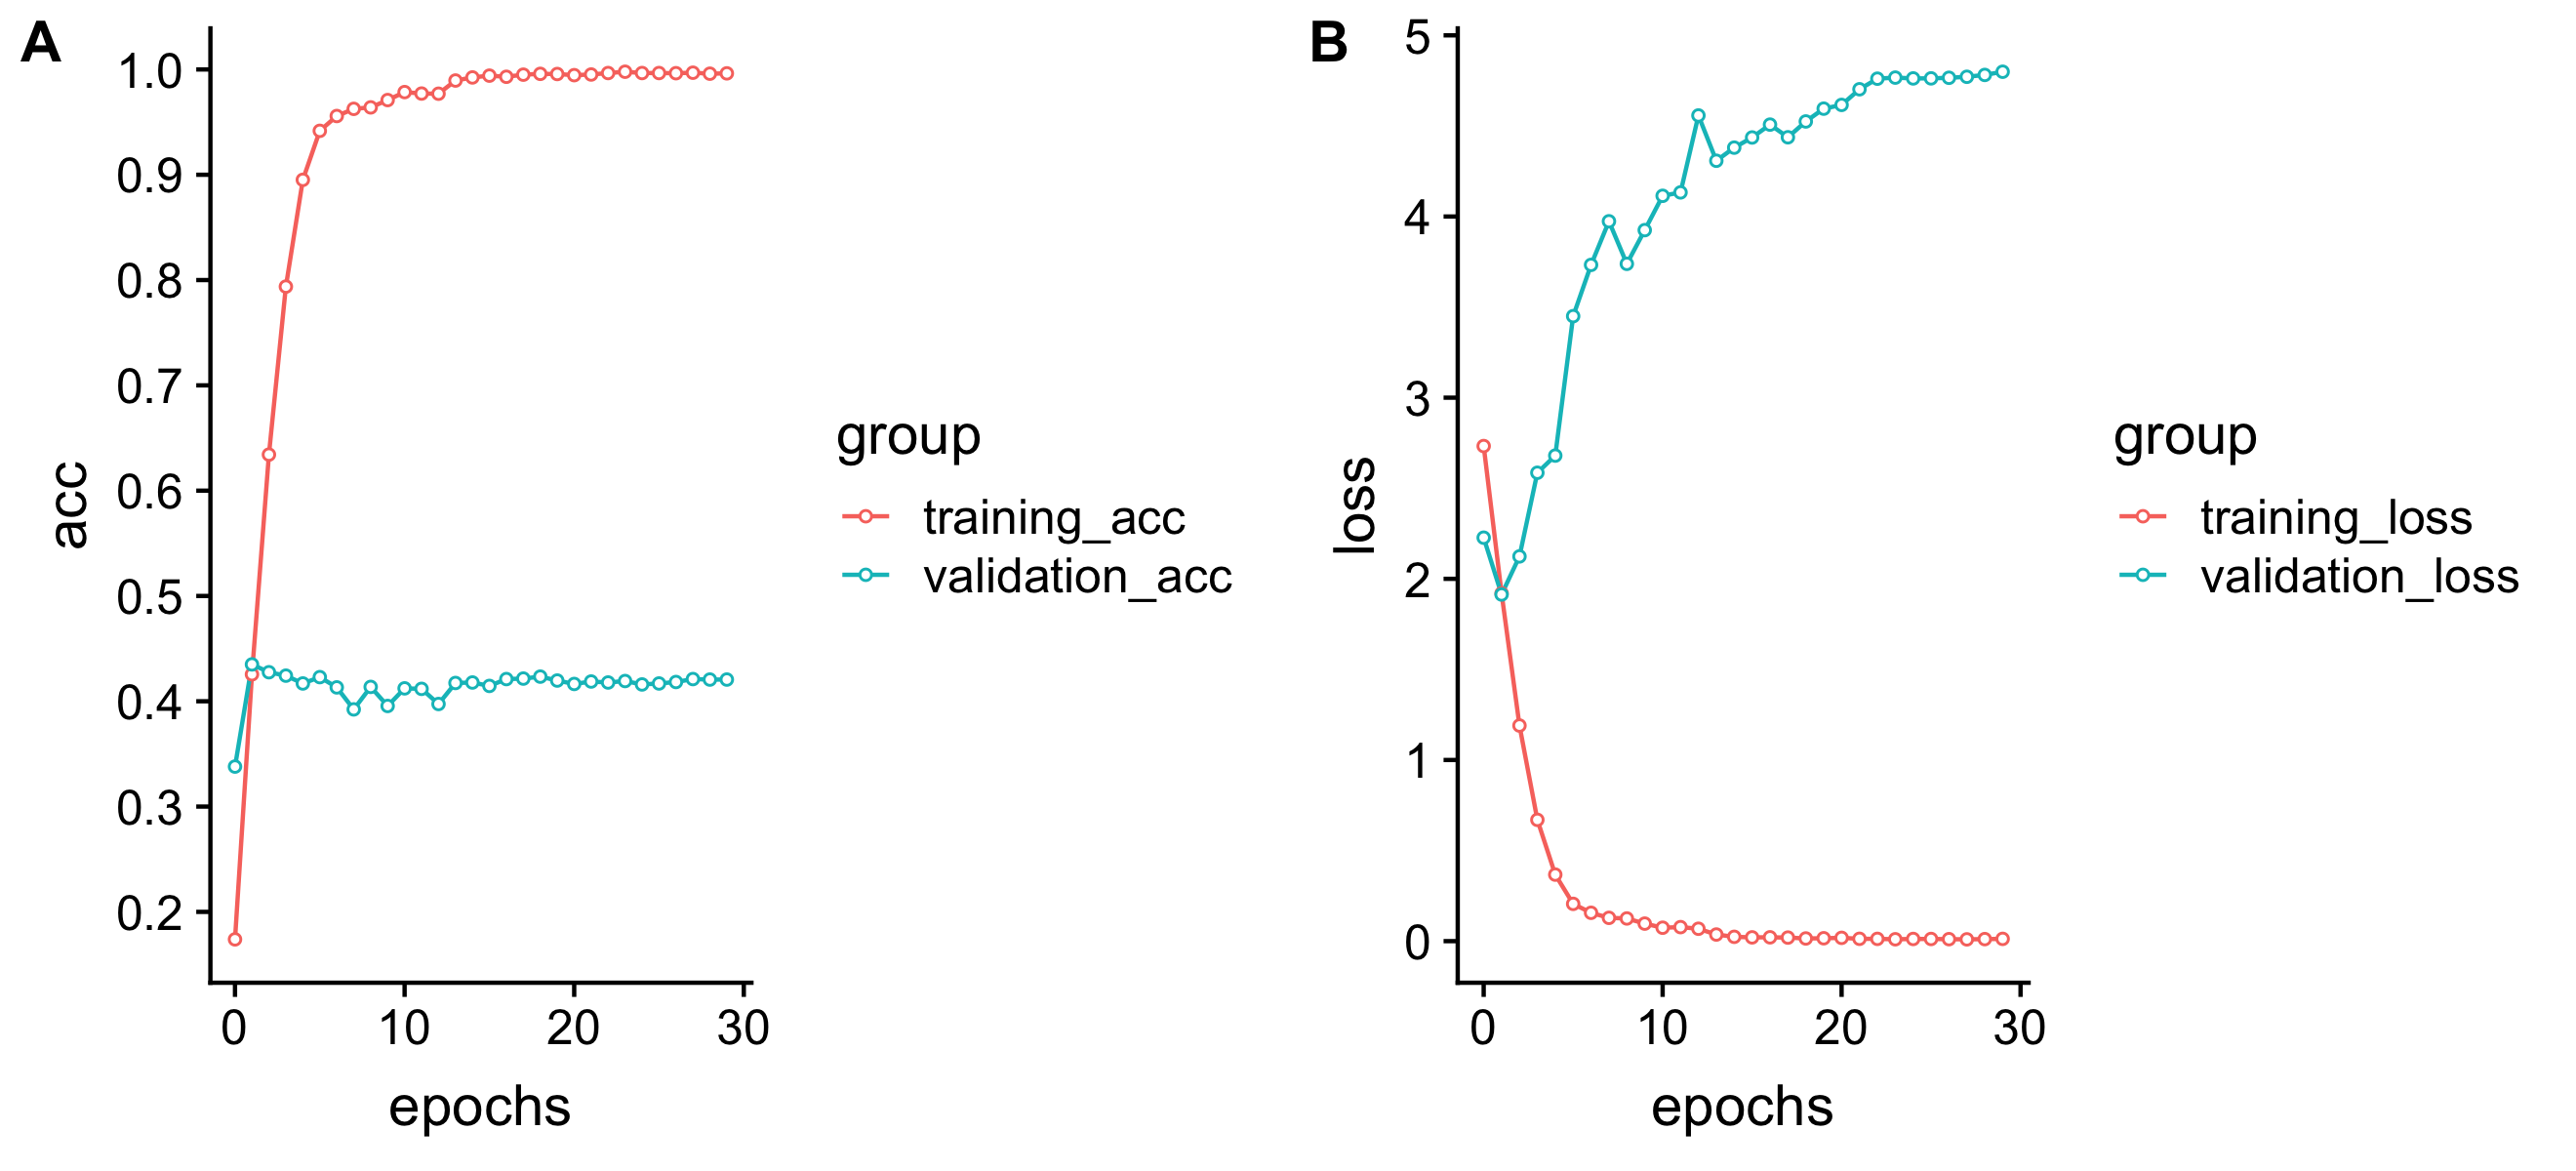 A
1.0
0.9
0.8
0.7
0.6
0.5
0.4
0.3
0.2
acc
0 10 20 30
epochs
group
training_acc
validation_acc
B
5
4
3
2
1
0
loss
0 10 20 30
epochs
group
training_loss
validation_loss